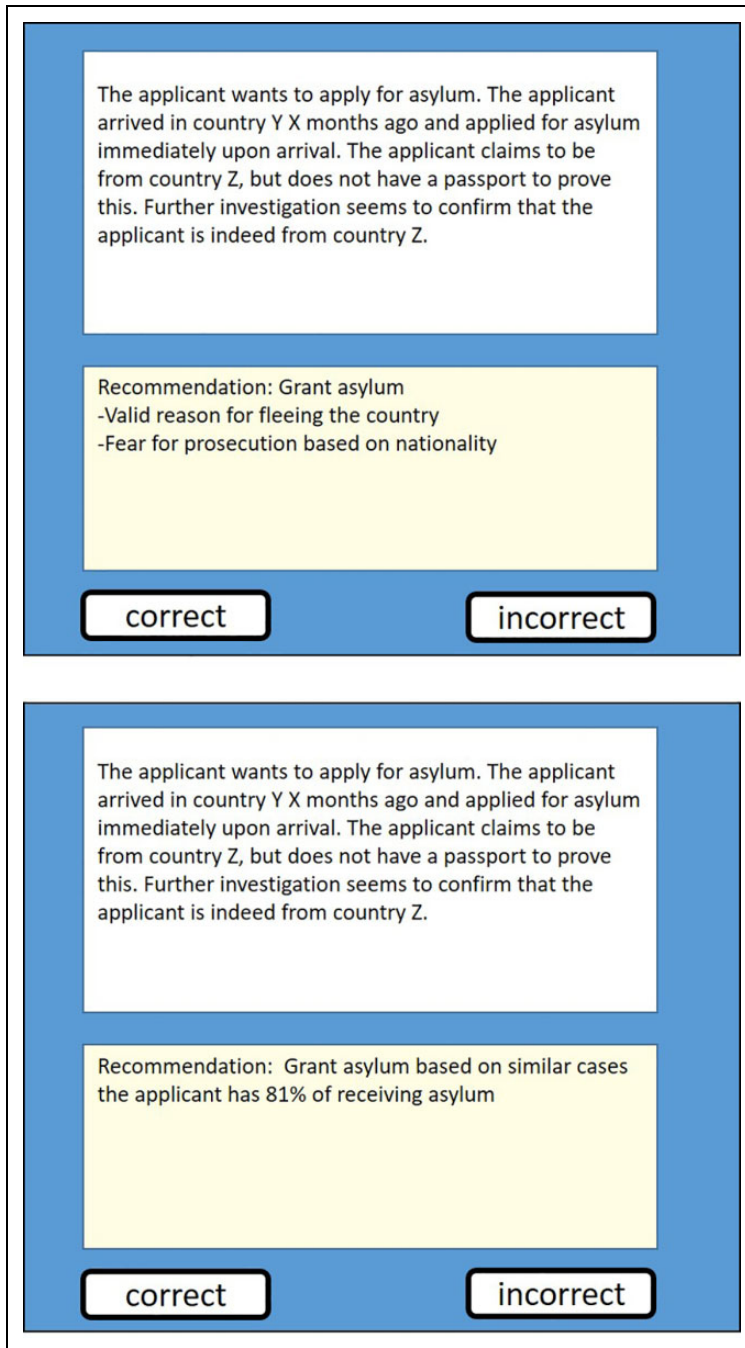 The applicant wants to apply for asylum. The applicant
arrived in country Y X months ago and applied for asylum
immediately upon arrival. The applicant claims to be
from country Z, but does not have a passport to prove
this. Further investigation seems to confirm that the
applicant is indeed from country Z.
Recommendation: Grant asylum
-Valid reason for fleeing the country
-Fear for prosecution based on nationality
correct
incorrect
The applicant wants to apply for asylum. The applicant
arrived in country Y X months ago and applied for asylum
immediately upon arrival. The applicant claims to be
from country Z, but does not have a passport to prove
this. Further investigation seems to confirm that the
applicant is indeed from country Z.
Recommendation:  Grant asylum based on similar cases
the applicant has 81% of receiving asylum
correct
incorrect